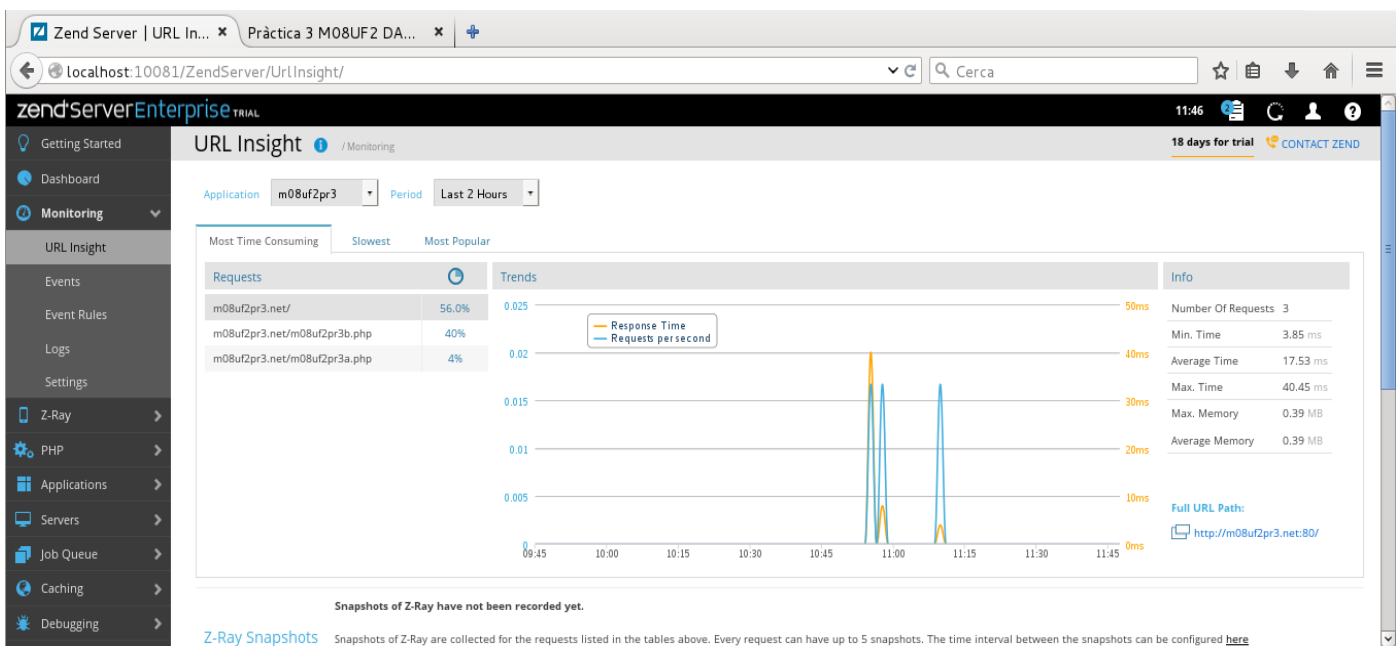 Zend Server | URL In... × Pràctica 3 M08UF2 DA... ×
localhost:10081/ZendServer/UrlInsight/ Cerca
zend'serverEnterprise TRIAL 11:46 2
Getting Started
URL Insight / Monitoring 18 days for trial CONTACT ZEND
Dashboard
Application m08uf2pr3 Period Last 2 Hours
Monitoring
Most Time Consuming Slowest Most Popular
URL Insight
Requests Trends Info
Events
m08uf2pr3.net/ 56.0%
m08uf2pr3.net/m08uf2pr3b.php 40%
m08uf2pr3.net/m08uf2pr3a.php 4%
Event Rules
Logs
Settings
Z-Ray
PHP
Applications
Servers
Job Queue
Caching
Debugging
0.025 50ms
Response Time
Requests per second
0.02 40ms
0.015 30ms
0.01 20ms
0.005 10ms
0 0ms
09:45 10:00 10:15 10:30 10:45 11:00 11:15 11:30 11:45
Number Of Requests 3
Min. Time 3.85 ms
Average Time 17.53 ms
Max. Time 40.45 ms
Max. Memory 0.39 MB
Average Memory 0.39 MB
Full URL Path:
http://m08uf2pr3.net:80/
Snapshots of Z-Ray have not been recorded yet.
Z-Ray Snapshots Snapshots of Z-Ray are collected for the requests listed in the tables above. Every request can have up to 5 snapshots. The time interval between the snapshots can be configured here